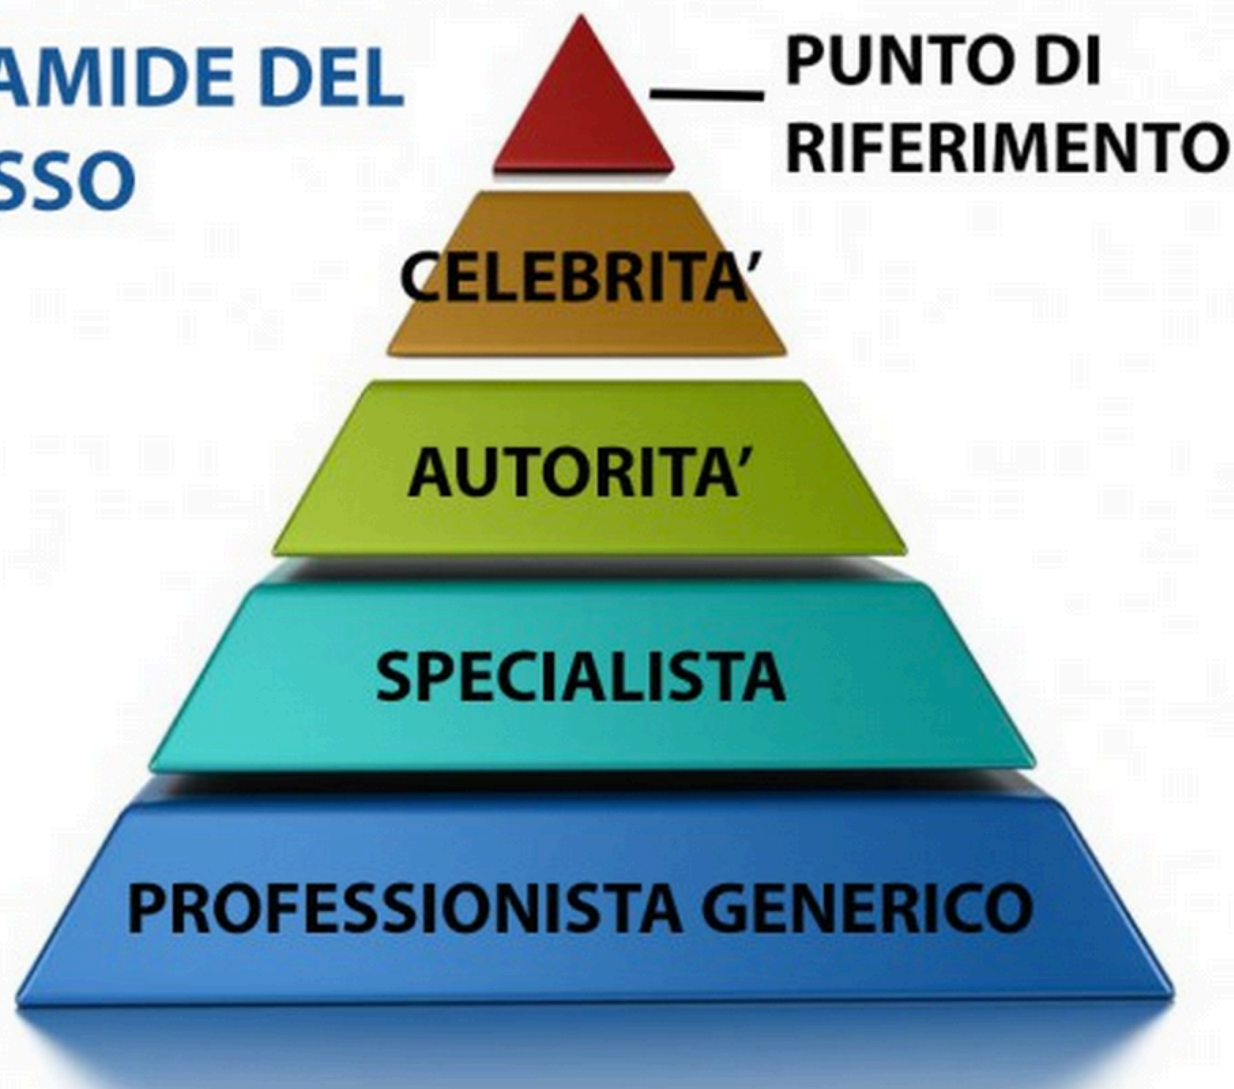 AMIDE DEL
SSO
PUNTO DI
RIFERIMENTO
CELEBRITA’
AUTORITA’
SPECIALISTA
PROFESSIONISTA GENERICO